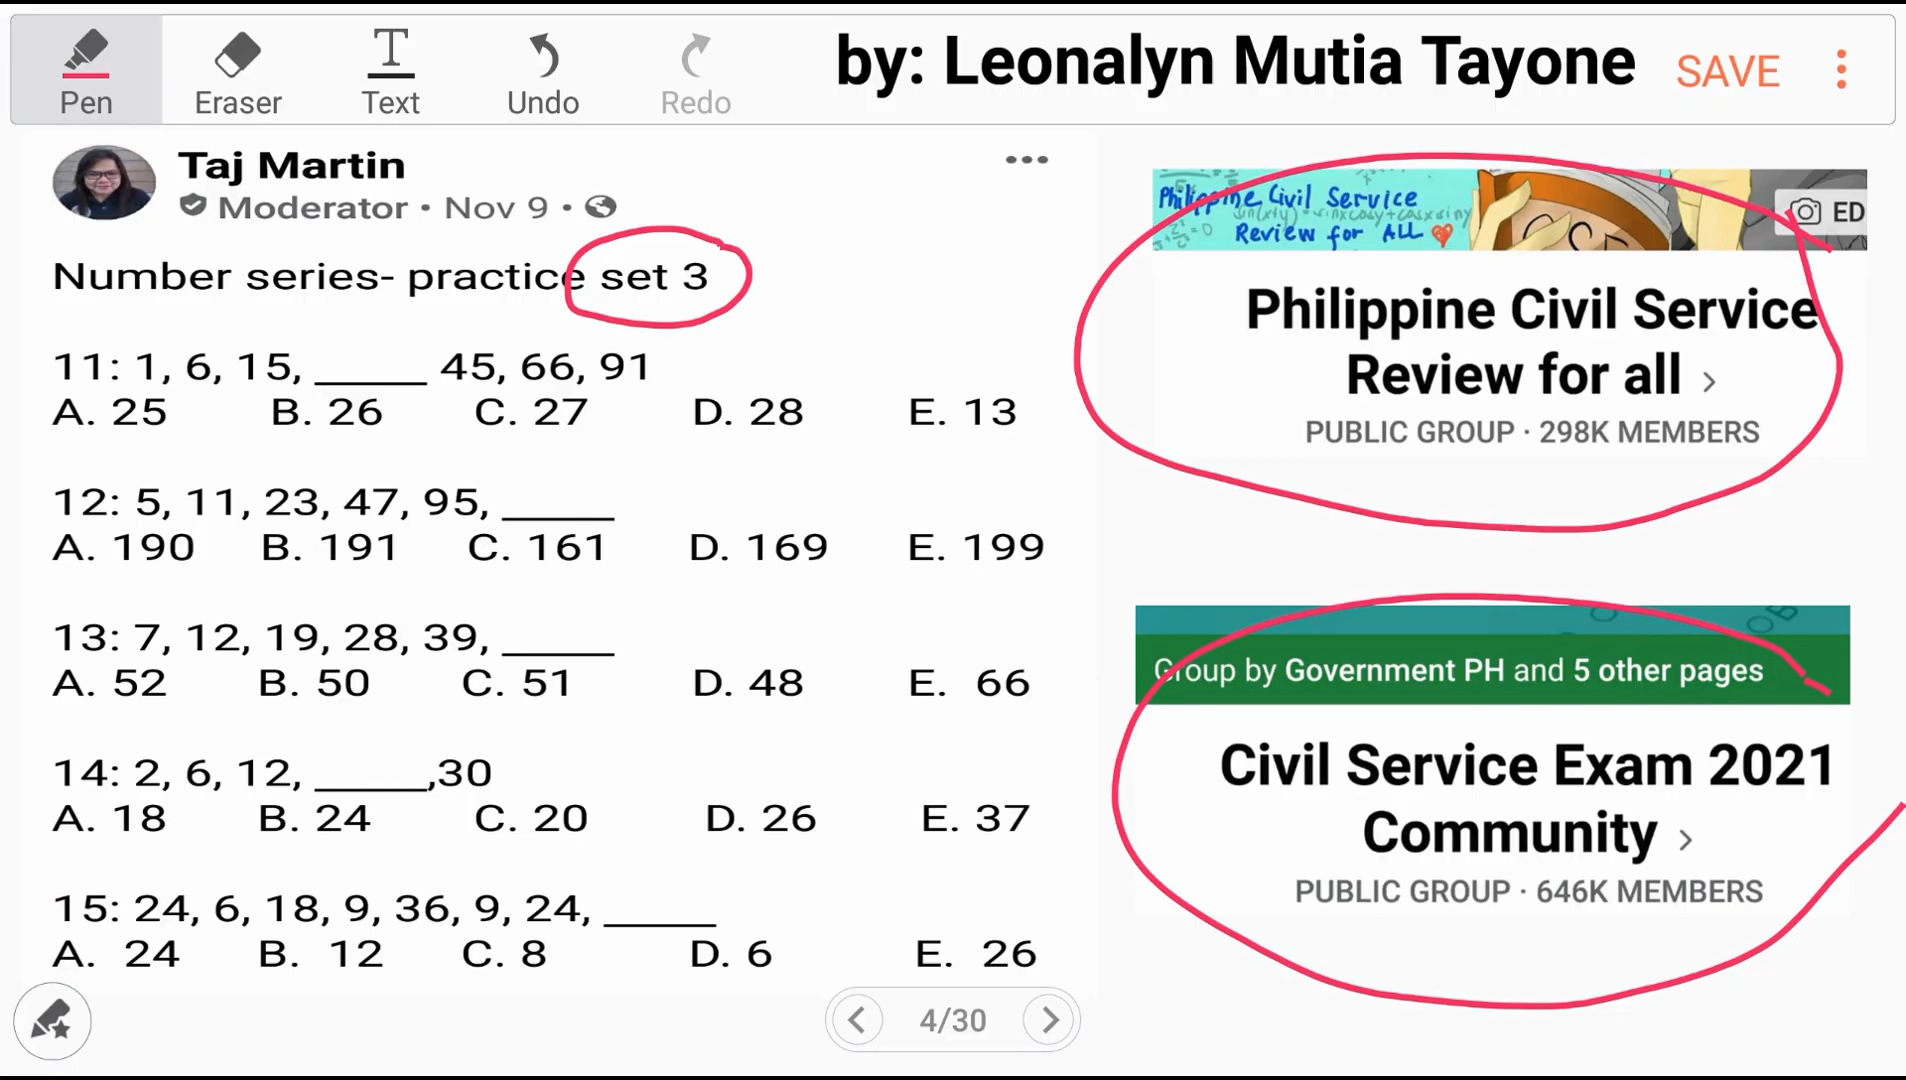 Pen
Eraser
Text
Undo
Redo
by: Leonalyn Mutia Tayone
SAVE
Taj Martin
Moderator · Nov 9 ·
Number series- practice set 3
11: 1, 6, 15, _____ 45, 66, 91
A. 25 B. 26 C. 27 D. 28 E. 13
12: 5, 11, 23, 47, 95, _____
A. 190 B. 191 C. 161 D. 169 E. 199
13: 7, 12, 19, 28, 39, _____
A. 52 B. 50 C. 51 D. 48 E. 66
14: 2, 6, 12, _____,30
A. 18 B. 24 C. 20 D. 26 E. 37
15: 24, 6, 18, 9, 36, 9, 24, _____
A. 24 B. 12 C. 8 D. 6 E. 26
4/30
Philippine Civil Service
Review for ALL
ED
Philippine Civil Service
Review for all >
PUBLIC GROUP · 298K MEMBERS
Group by Government PH and 5 other pages
Civil Service Exam 2021
Community >
PUBLIC GROUP · 646K MEMBERS